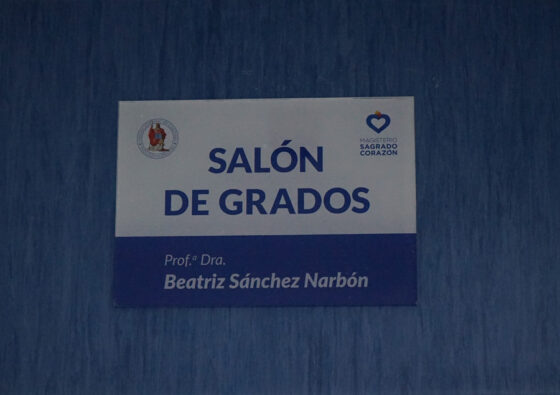 MAGISTERIO
SAGRADO
CORAZÓN
SALÓN
DE GRADOS
Prof.ª Dra.
Beatriz Sánchez Narbón